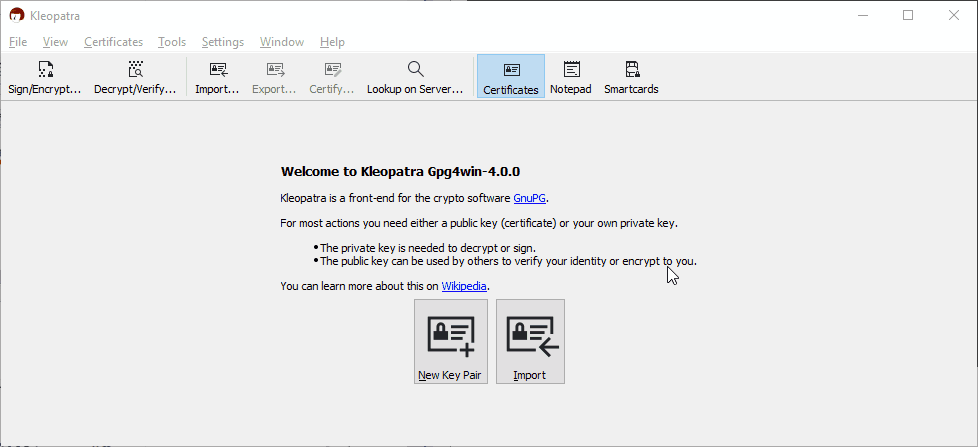 Kleopatra
File View Certificates Tools Settings Window Help
Sign/Encrypt... Decrypt/Verify... Import... Export... Certify... Lookup on Server... Certificates Notepad Smartcards
Welcome to Kleopatra Gpg4win-4.0.0
Kleopatra is a front-end for the crypto software GnuPG.
For most actions you need either a public key (certificate) or your own private key.
•The private key is needed to decrypt or sign.
•The public key can be used by others to verify your identity or encrypt to you.
You can learn more about this on Wikipedia.
New Key Pair Import